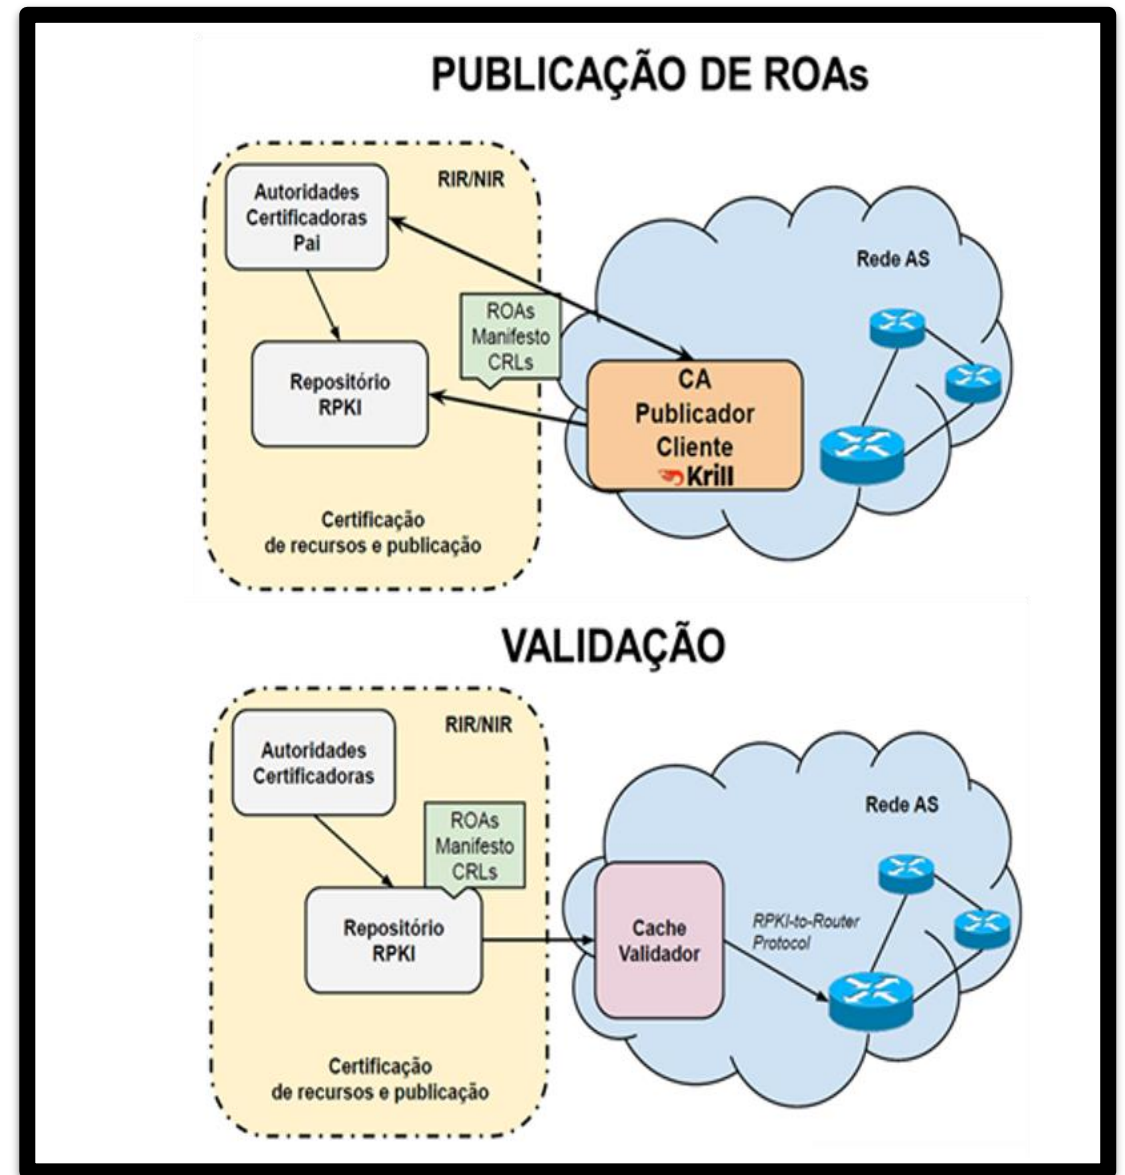 PUBLICAÇÃO DE ROAs
RIR/NIR
Autoridades
Certificadoras
Pai
Rede AS
ROAs
Manifesto
CRLs
Repositório
RPKI
CA
Publicador
Cliente
Krill
Certificação
de recursos e publicação
VALIDAÇÃO
RIR/NIR
Autoridades
Certificadoras
Rede AS
ROAs
Manifesto
CRLs
Repositório
RPKI
Cache
Validador
RPKI-to-Router
Protocol
Certificação
de recursos e publicação